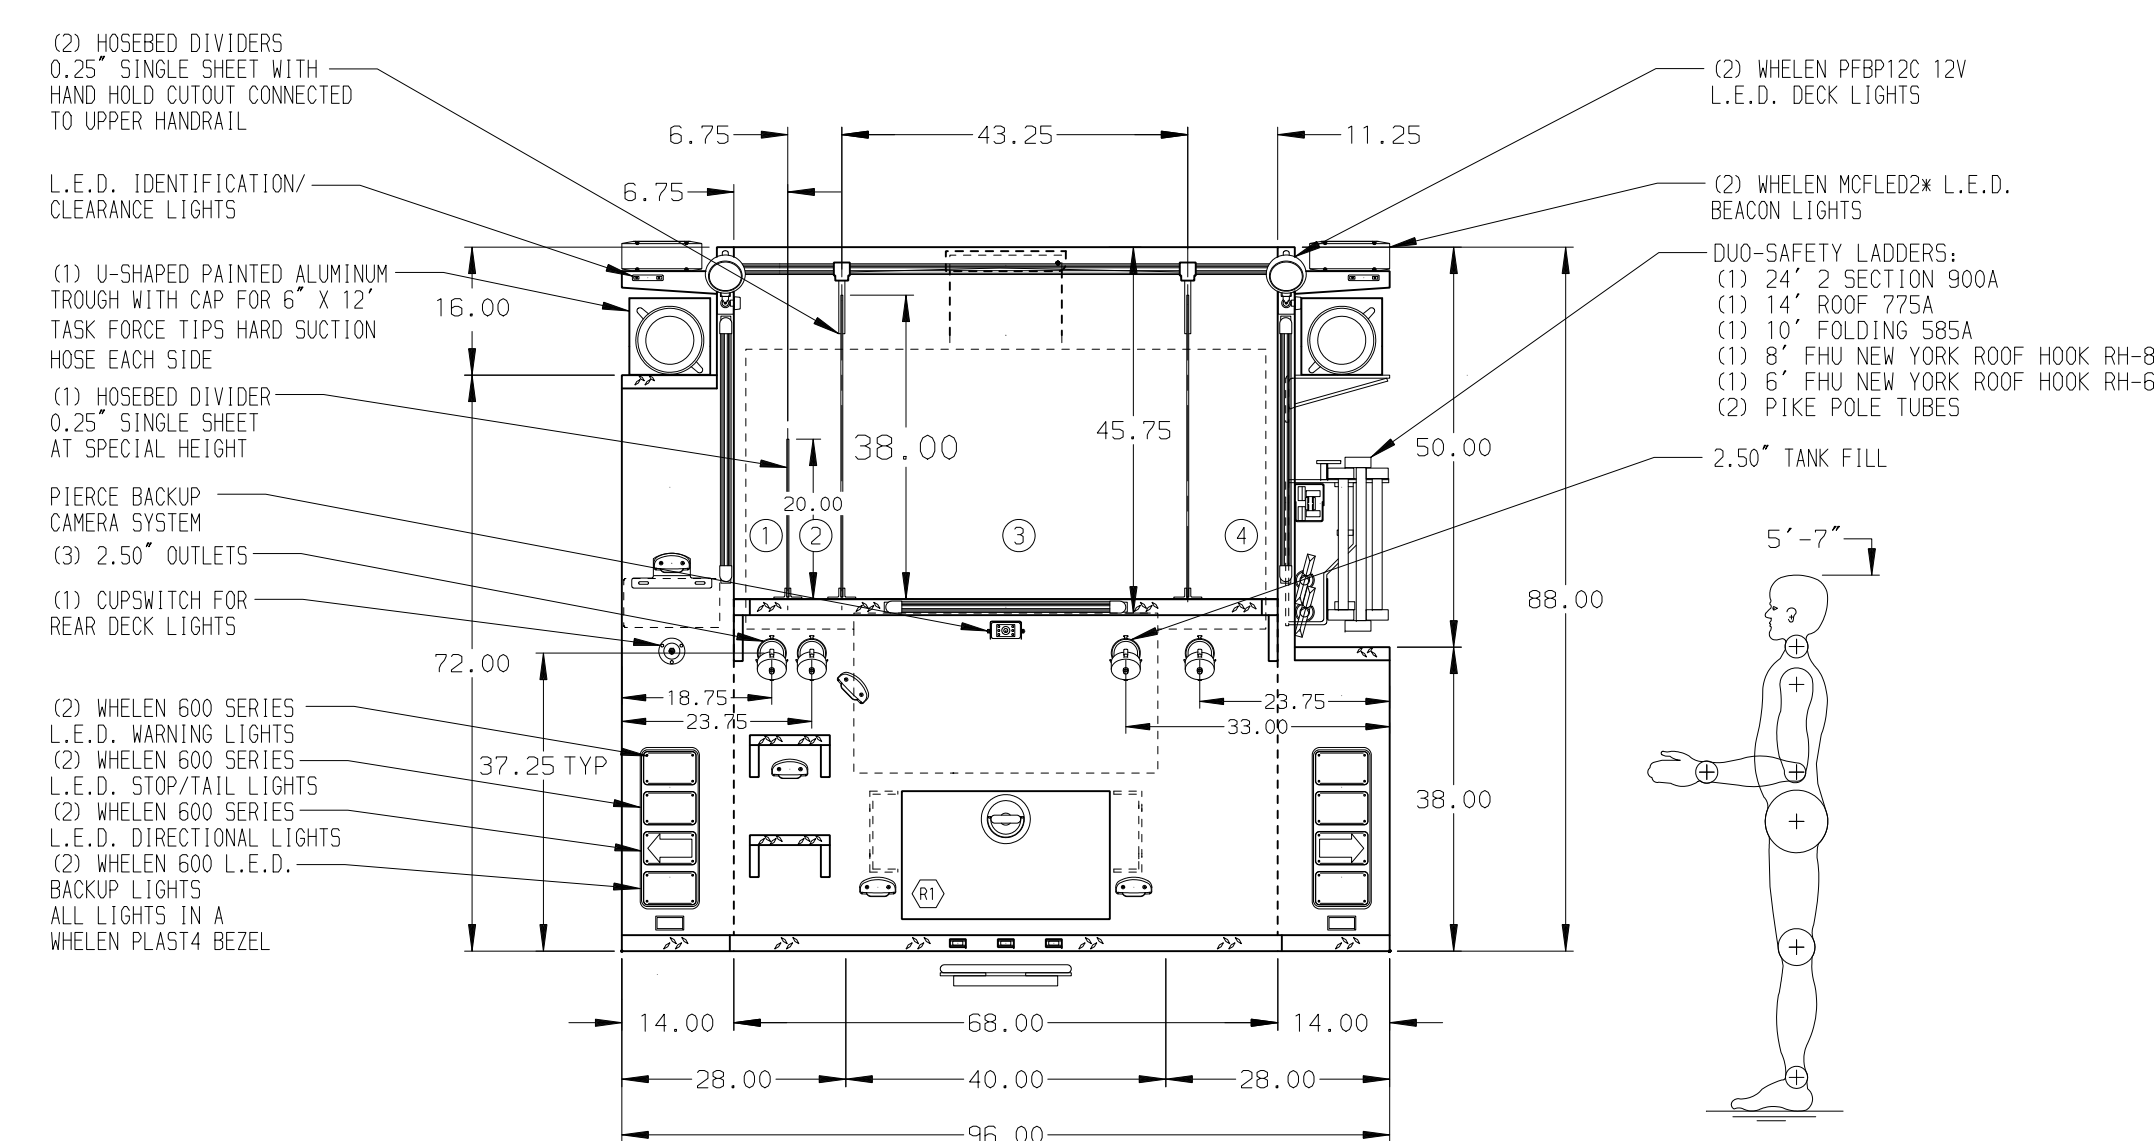 (2) HOSEBED DIVIDERS
0.25" SINGLE SHEET WITH
HAND HOLD CUTOUT CONNECTED
TO UPPER HANDRAIL
L.E.D. IDENTIFICATION/
CLEARANCE LIGHTS
(1) U-SHAPED PAINTED ALUMINUM
TROUGH WITH CAP FOR 6" X 12'
TASK FORCE TIPS HARD SUCTION
HOSE EACH SIDE
(1) HOSEBED DIVIDER
0.25" SINGLE SHEET
AT SPECIAL HEIGHT
PIERCE BACKUP
CAMERA SYSTEM
(3) 2.50" OUTLETS
(1) CUPSWITCH FOR
REAR DECK LIGHTS
(2) WHELEN 600 SERIES
L.E.D. WARNING LIGHTS
(2) WHELEN 600 SERIES
L.E.D. STOP/TAIL LIGHTS
(2) WHELEN 600 SERIES
L.E.D. DIRECTIONAL LIGHTS
(2) WHELEN 600 L.E.D.
BACKUP LIGHTS
ALL LIGHTS IN A
WHELEN PLAST4 BEZEL
6.75
43.25
11.25
6.75
16.00
38.00
45.75
50.00
20.00
1
2
3
4
88.00
72.00
18.75
23.75
23.75
33.00
37.25 TYP
38.00
R1
14.00
68.00
14.00
28.00
40.00
28.00
96.00
(2) WHELEN PFBP12C 12V
L.E.D. DECK LIGHTS
(2) WHELEN MCFLED2* L.E.D.
BEACON LIGHTS
DUO-SAFETY LADDERS:
(1) 24' 2 SECTION 900A
(1) 14' ROOF 775A
(1) 10' FOLDING 585A
(1) 8' FHU NEW YORK ROOF HOOK RH-8
(1) 6' FHU NEW YORK ROOF HOOK RH-6
(2) PIKE POLE TUBES
2.50" TANK FILL
5'-7"